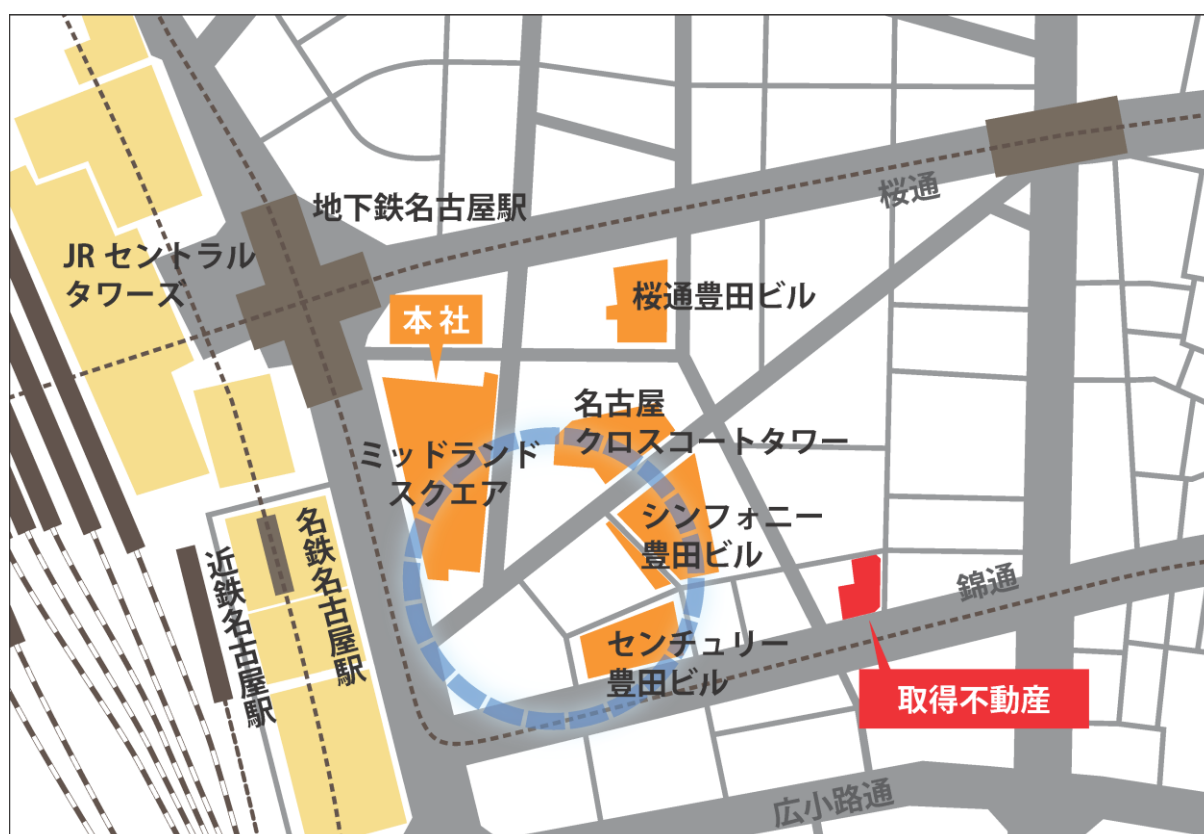 桜通
地下鉄名古屋駅
JR セントラル
タワーズ
桜通豊田ビル
本社
名古屋
クロスコートタワー
ミッドランド
スクエア
シンフォニー
豊田ビル
名鉄名古屋駅
近鉄名古屋駅
錦通
センチュリー
豊田ビル
取得不動産
広小路通